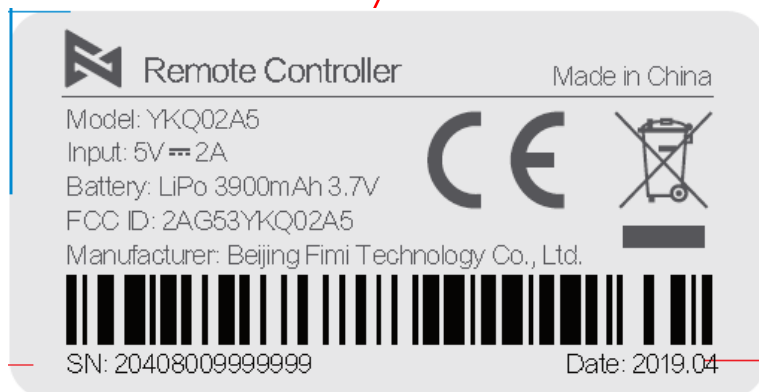 Remote Controller
Made in China
Model: YKQ02A5
Input: 5V⎓2A
Battery: LiPo 3900mAh 3.7V
FCC ID: 2AG53YKQ02A5
Manufacturer: Beijing Fimi Technology Co., Ltd.
CE
SN: 20408009999999
Date: 2019.04